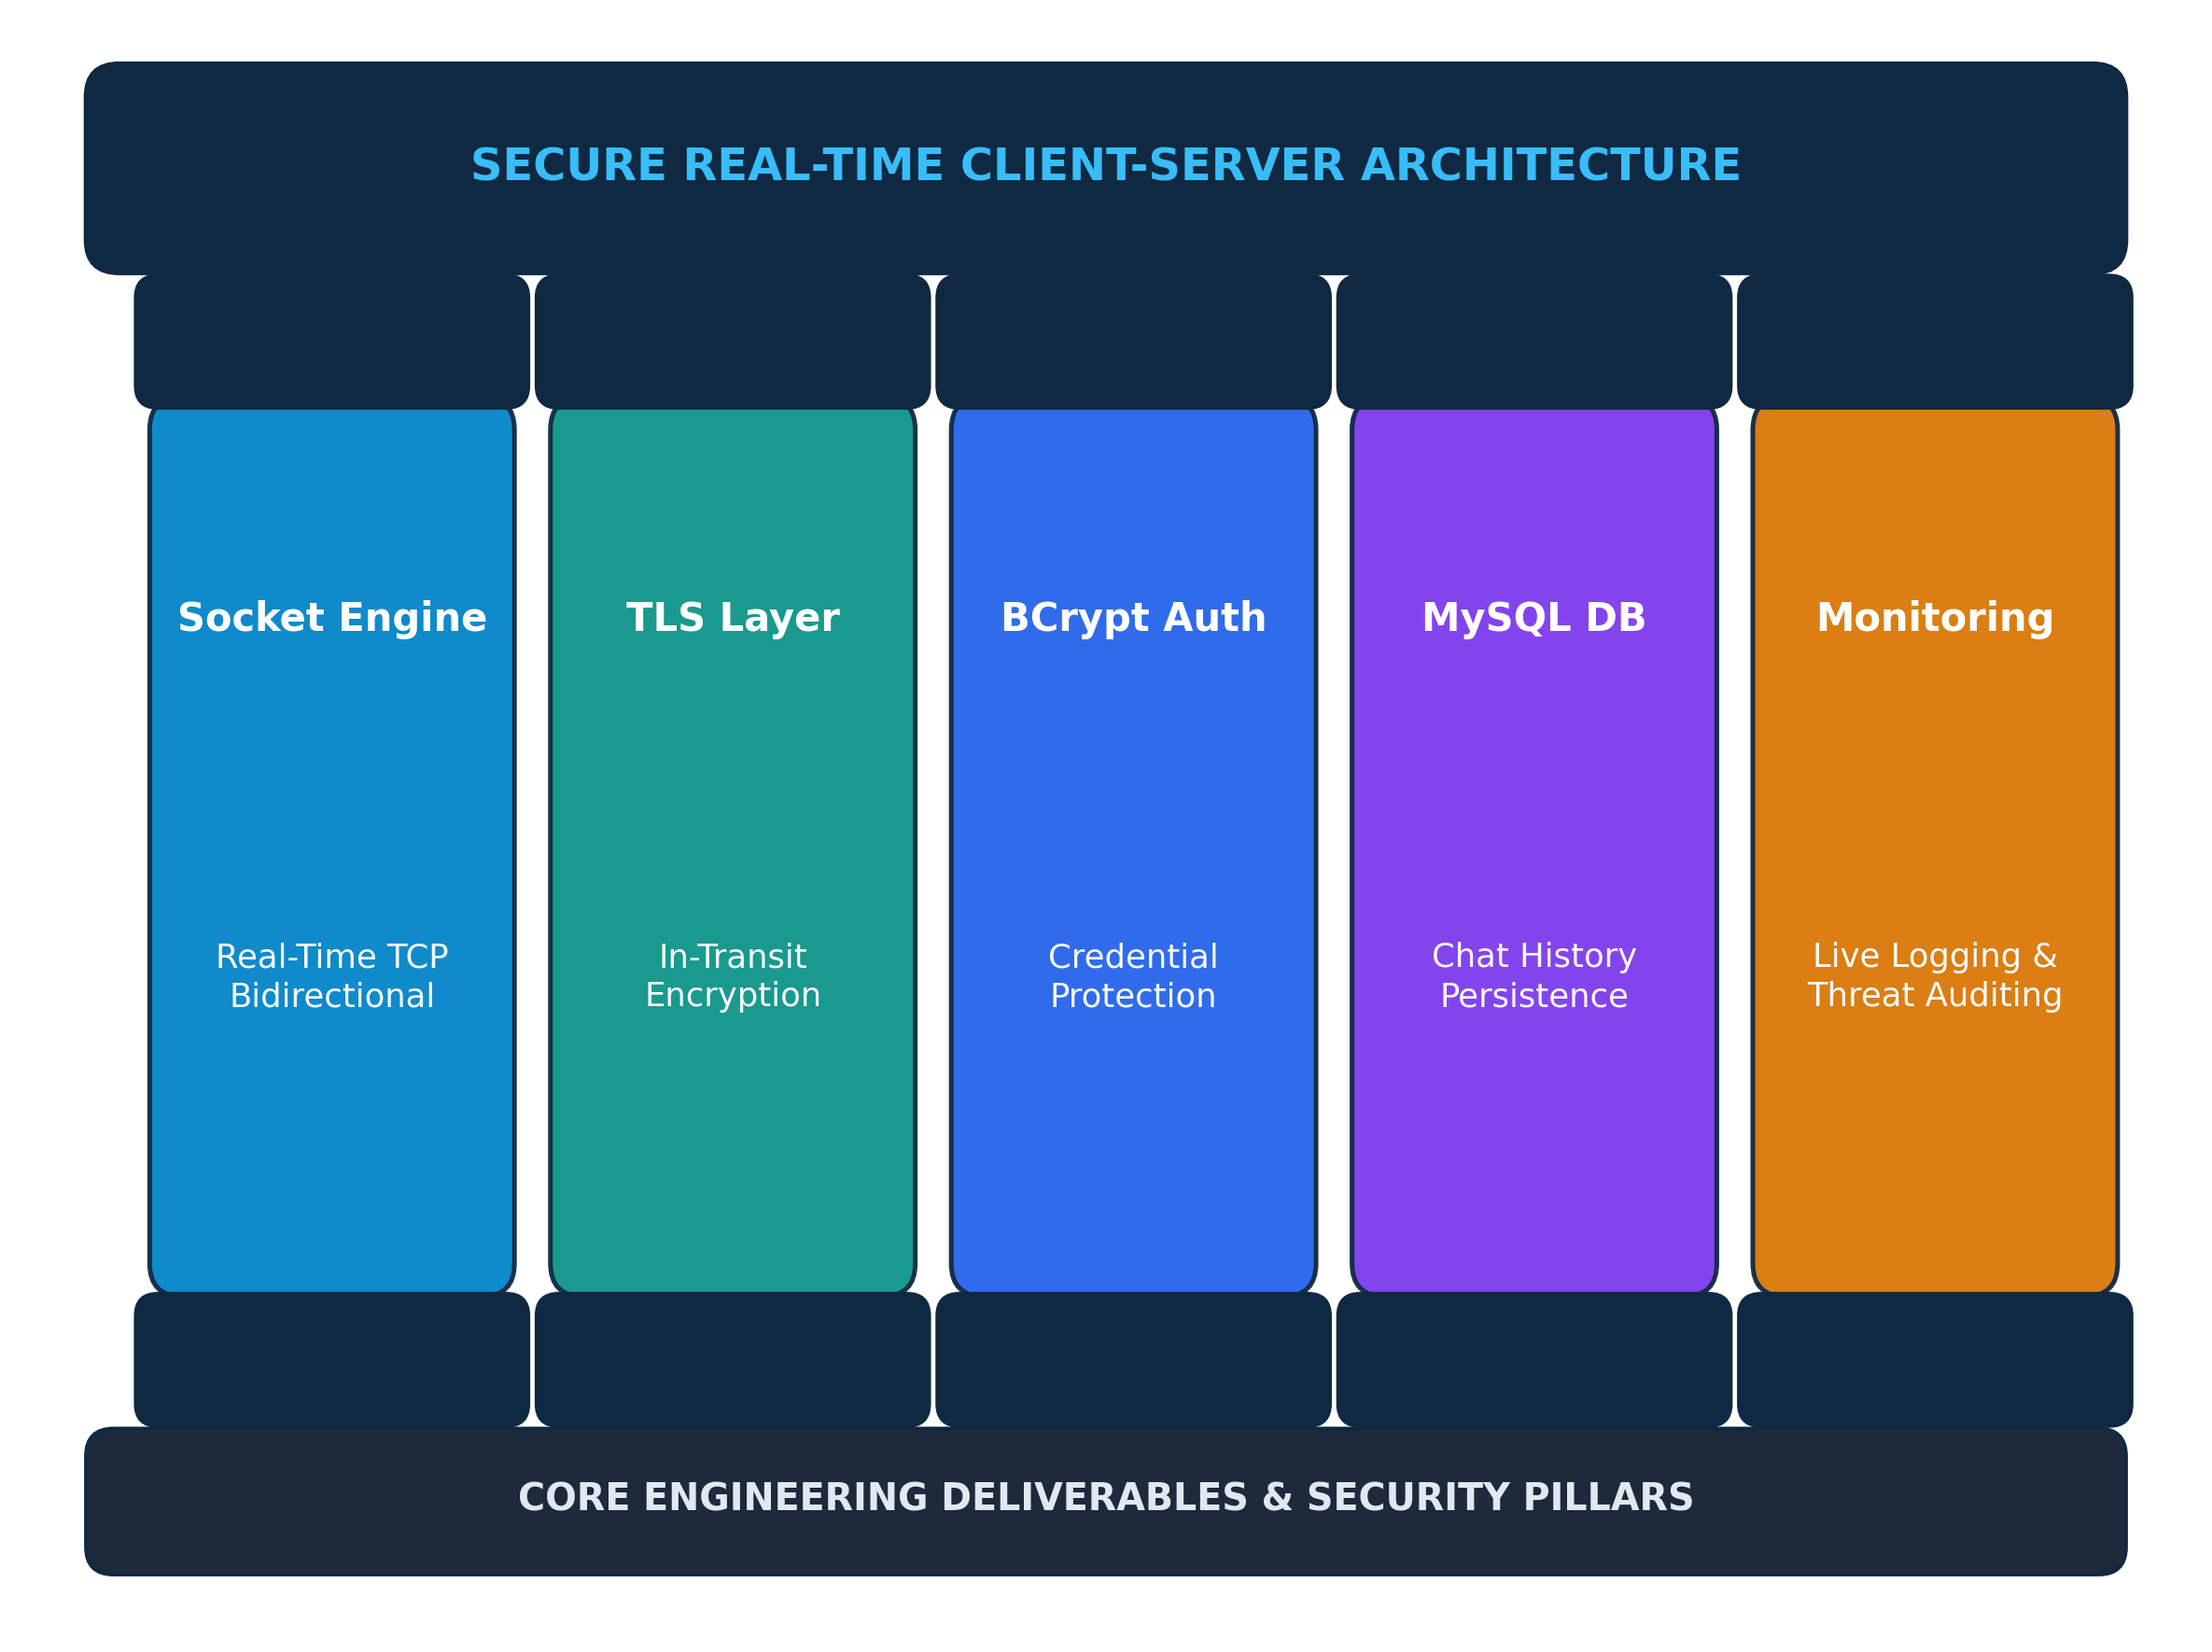 SECURE REAL-TIME CLIENT-SERVER ARCHITECTURE
Socket Engine
Real-Time TCP
Bidirectional
TLS Layer
In-Transit
Encryption
BCrypt Auth
Credential
Protection
MySQL DB
Chat History
Persistence
Monitoring
Live Logging &
Threat Auditing
CORE ENGINEERING DELIVERABLES & SECURITY PILLARS